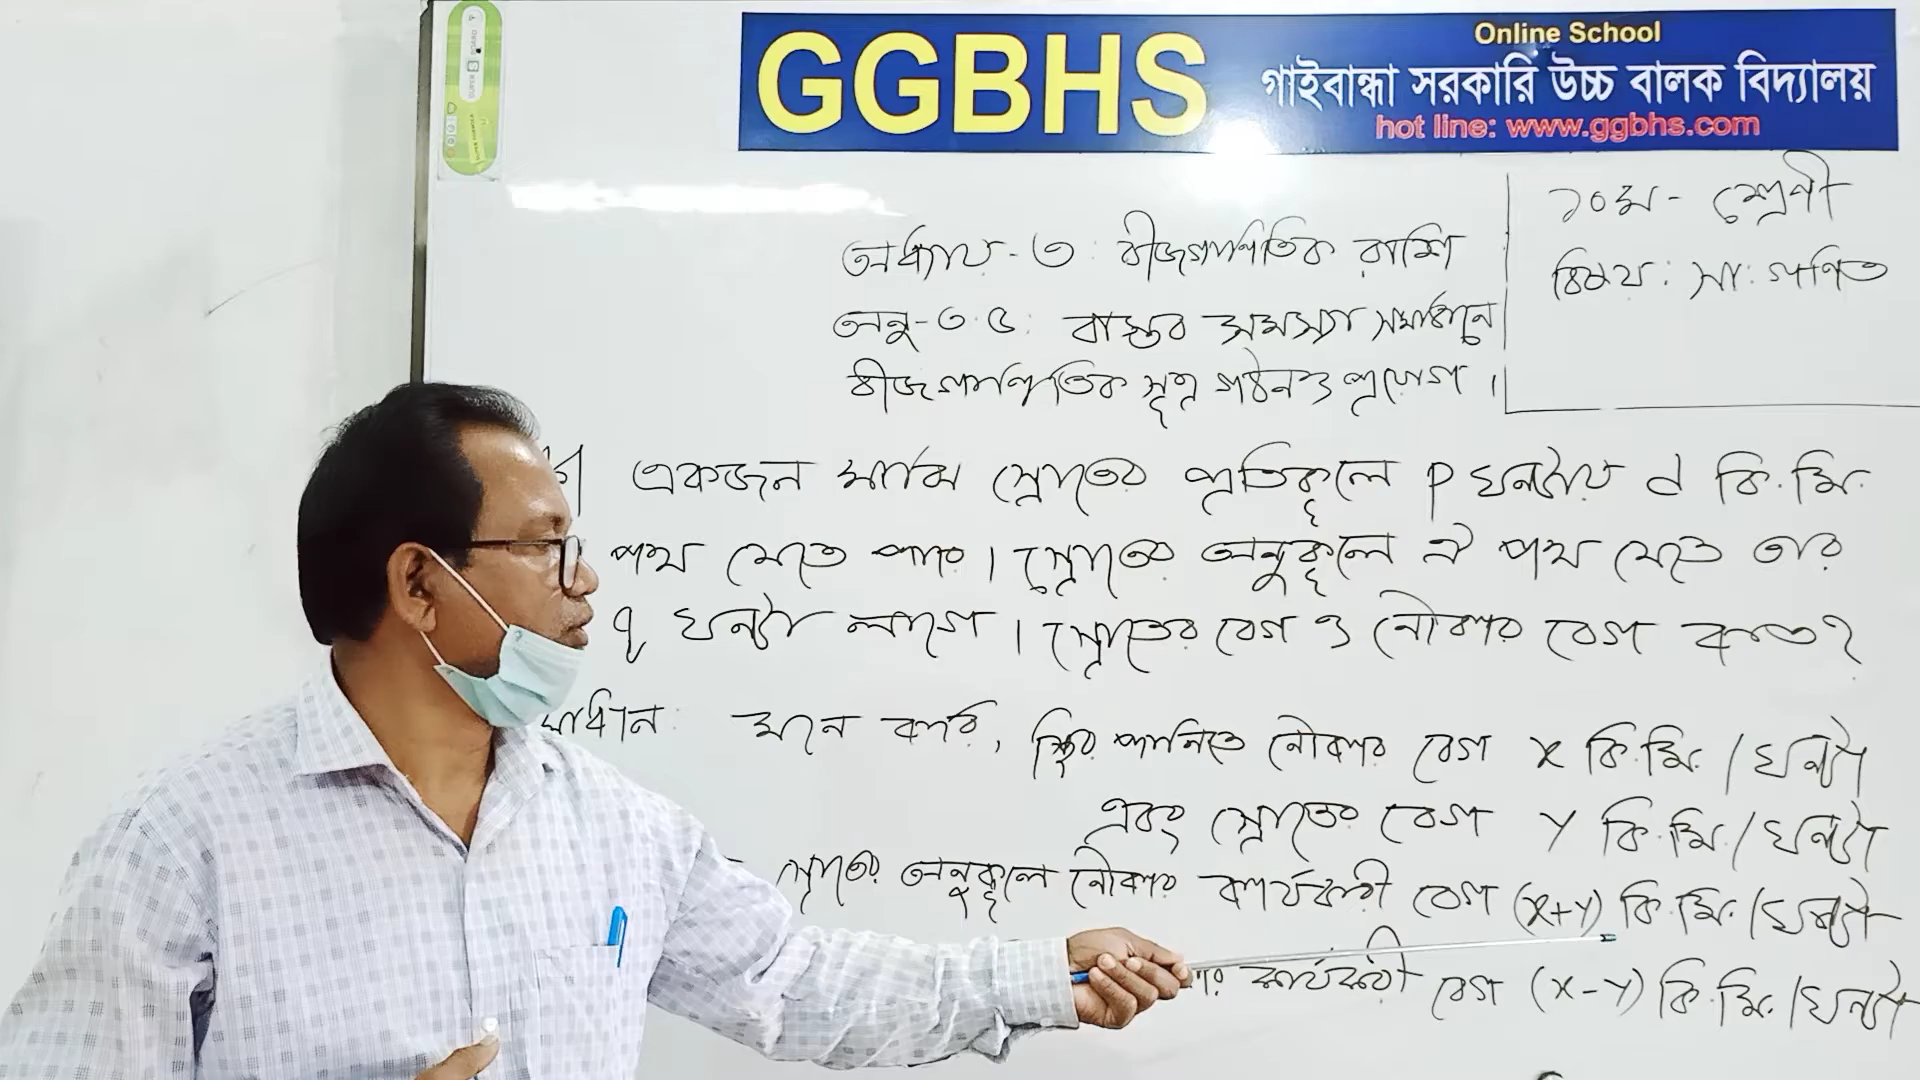 Online School
GGBHS
গাইবান্ধা সরকারি উচ্চ বালক বিদ্যালয়
hot line: www.ggbhs.com
১০ম - শ্রেণী
বিষয় : সা: গণিত
অধ্যায় - ৩ : বীজগাণিতিক রাশি
অনু - ৩.৫ : বাস্তব সমস্যা সমাধানে
বীজগাণিতিক সূত্র গঠন ও প্রয়োগ ।
একজন মাঝি স্রোতের প্রতিকূলে p ঘন্টায় d কি.মি.
পথ যেতে পারে । স্রোতের অনুকূলে ঐ পথ যেতে তার
q ঘন্টা লাগে । স্রোতের বেগ ও নৌকার বেগ কত?
মনে করি, স্থির পানিতে নৌকার বেগ x কি.মি. / ঘন্টা
এবং স্রোতের বেগ y কি.মি. / ঘন্টা
স্রোতের অনুকূলে নৌকার কার্যকরী বেগ (x+y) কি.মি. / ঘন্টা
কার্যকরী বেগ (x-y) কি.মি. / ঘন্টা